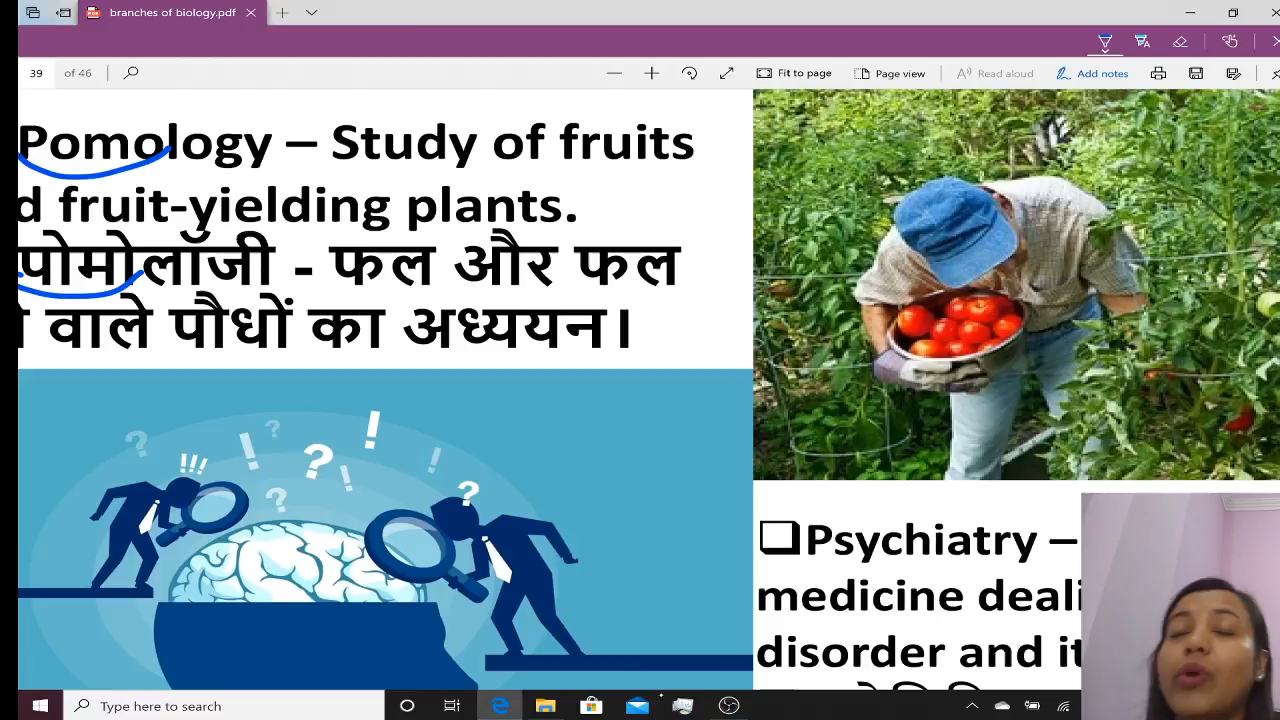 branches of biology.pdf
39 of 46
Fit to page
Page view
Read aloud
Add notes
Pomology – Study of fruits
d fruit-yielding plants.
पोमोलॉजी - फल और फल
वाले पौधों का अध्ययन।
? !!! ! ? ? ? ! ! ! ?
Psychiatry –
medicine deali
disorder and it
Type here to search